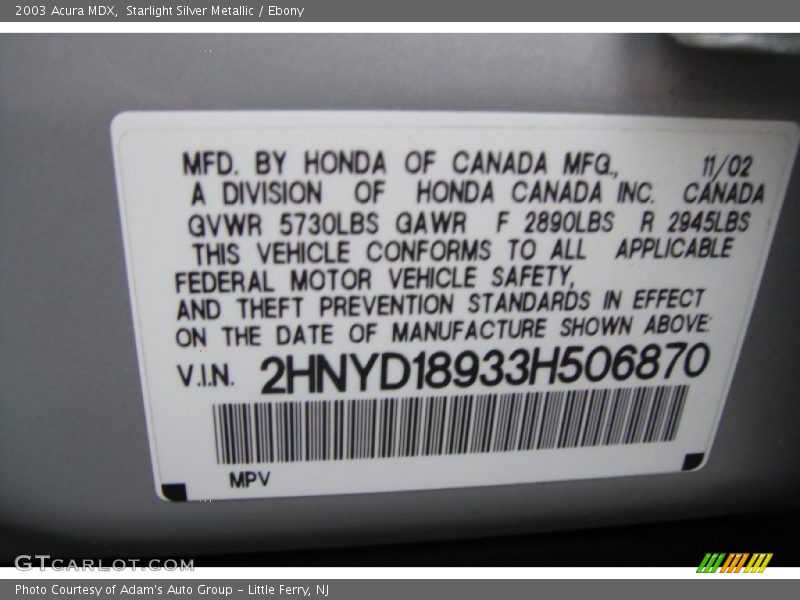 2003 Acura MDX, Starlight Silver Metallic / Ebony
MFD. BY HONDA OF CANADA MFG., 11/02
A DIVISION OF HONDA CANADA INC. CANADA
GVWR 5730LBS GAWR F 2890LBS R 2945LBS
THIS VEHICLE CONFORMS TO ALL APPLICABLE
FEDERAL MOTOR VEHICLE SAFETY,
AND THEFT PREVENTION STANDARDS IN EFFECT
ON THE DATE OF MANUFACTURE SHOWN ABOVE:
V.I.N. 2HNYD18933H506870
MPV
GTCARLOT.COM
Photo Courtesy of Adam's Auto Group - Little Ferry, NJ